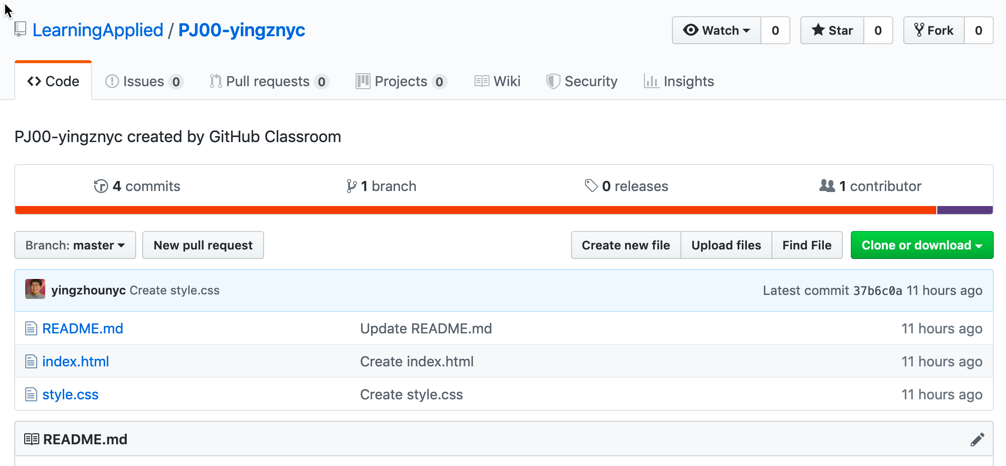 LearningApplied / PJ00-yingznyc
Watch 0 Star 0 Fork 0
Code Issues 0 Pull requests 0 Projects 0 Wiki Security Insights
PJ00-yingznyc created by GitHub Classroom
4 commits 1 branch 0 releases 1 contributor
Branch: master New pull request Create new file Upload files Find File Clone or download
yingzhounyc Create style.css Latest commit 37b6c0a 11 hours ago
README.md Update README.md 11 hours ago
index.html Create index.html 11 hours ago
style.css Create style.css 11 hours ago
README.md